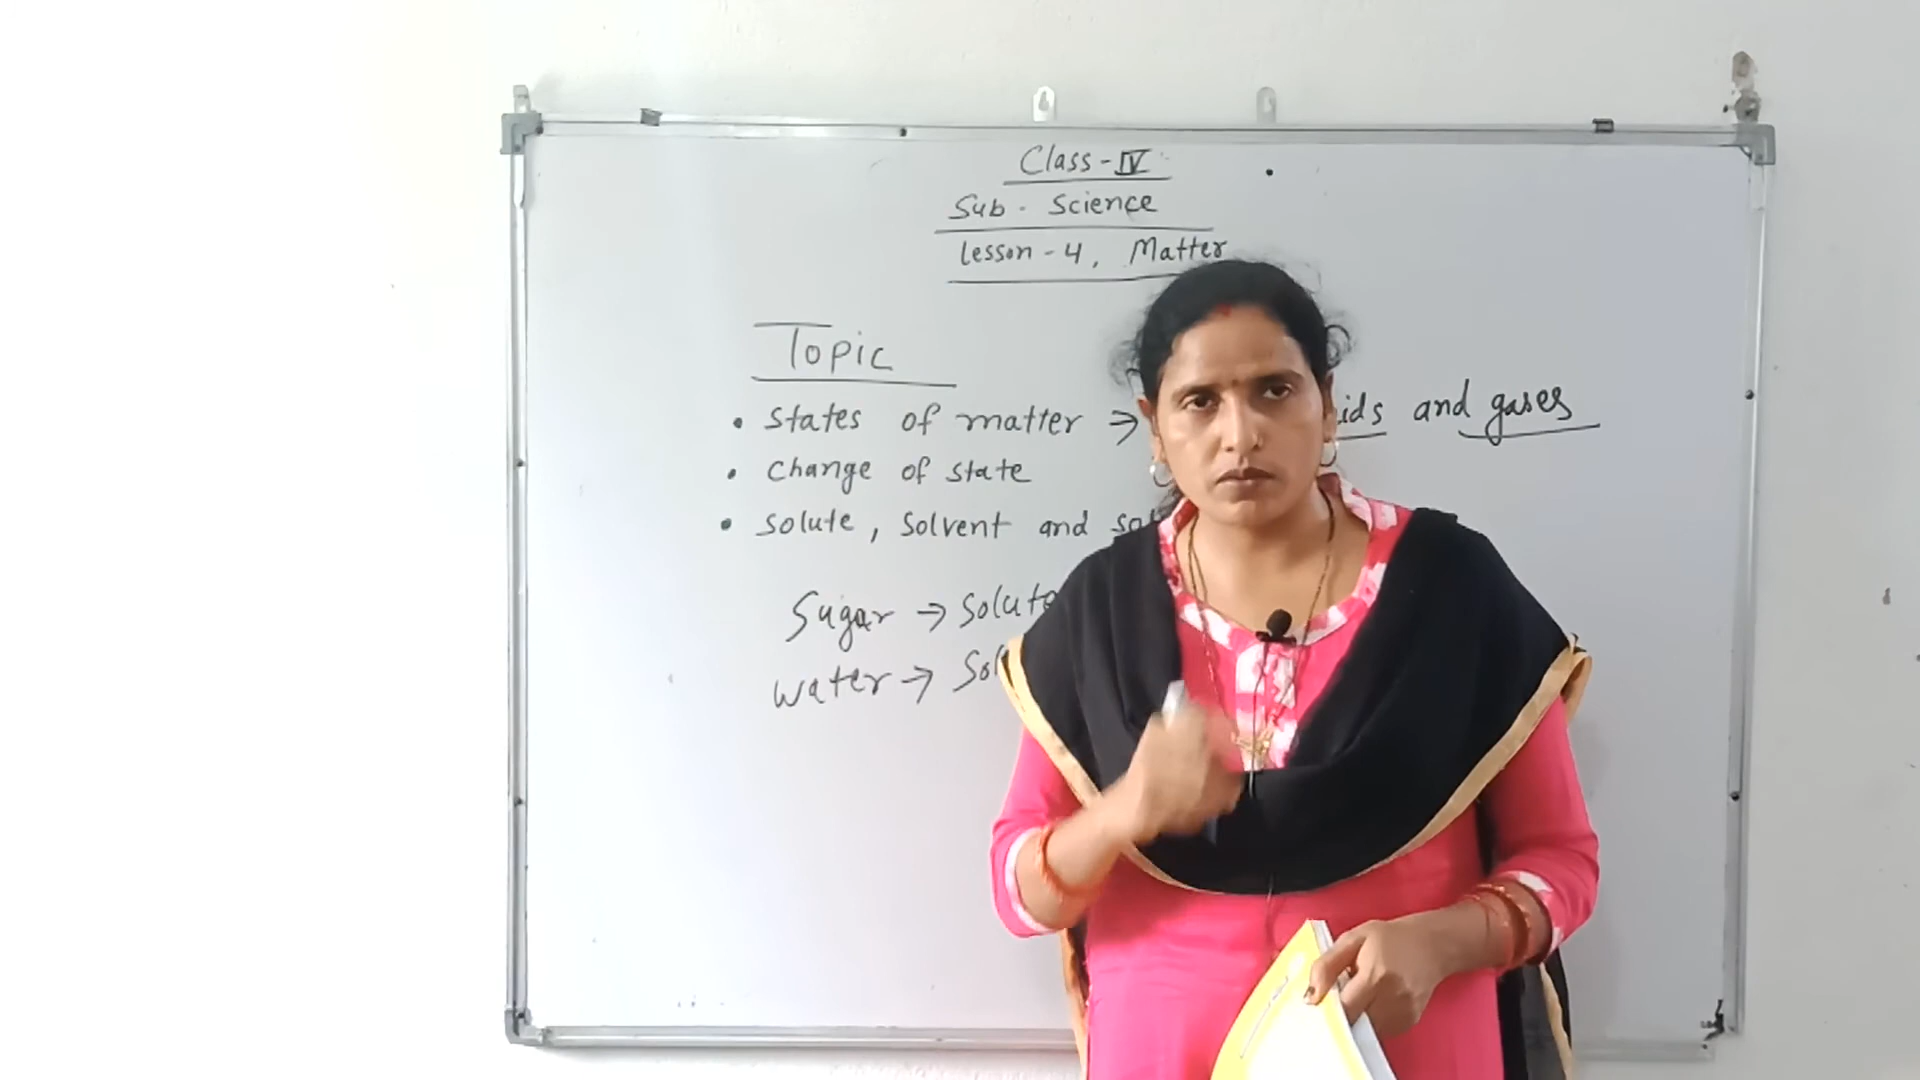 Class - IV
Sub - Science
Lesson - 4, Matter
Topic
• States of matter → and gases
• Change of state
• Solute, Solvent and
Sugar → Solute
Water →